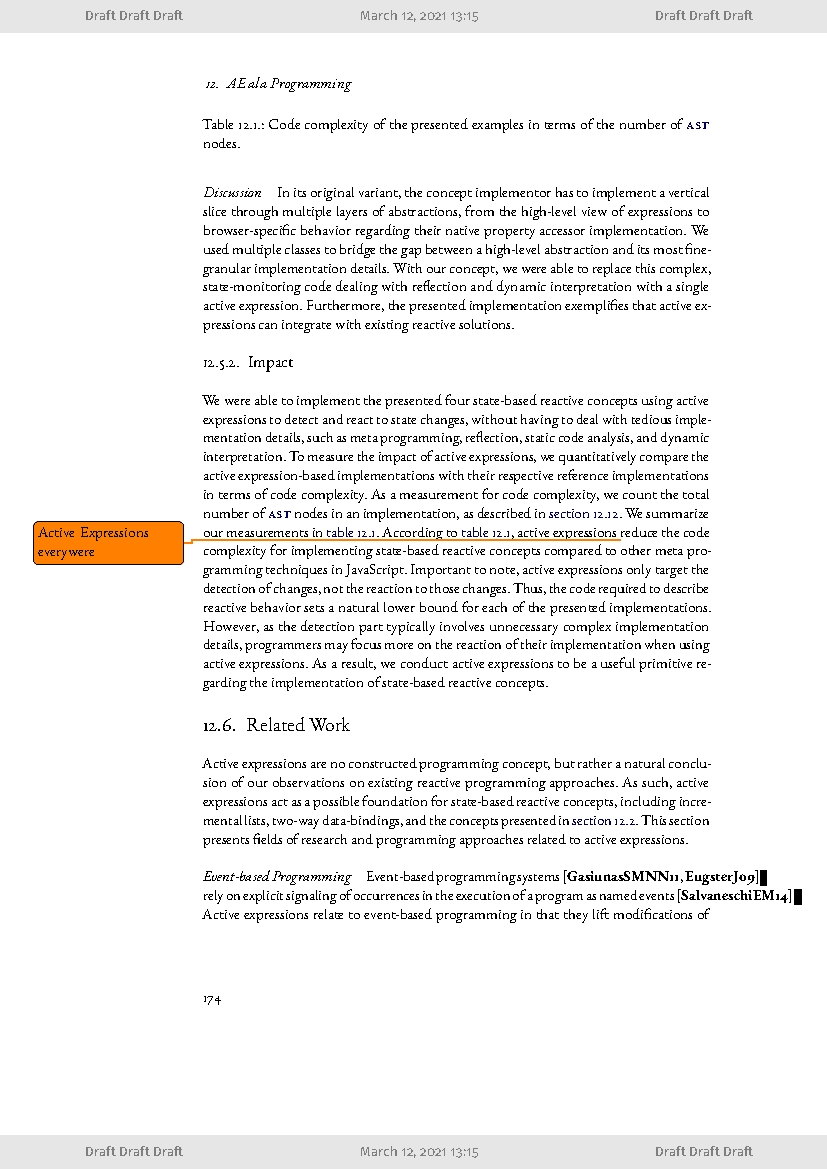 Draft Draft Draft March 12, 2021 13:15 Draft Draft Draft
12. AEala Programming
Table 12.1.: Code complexity of the presented examples in terms of the number of AST
nodes.
Discussion In its original variant, the concept implementor has to implement a vertical
slice through multiple layers of abstractions, from the high-level view of expressions to
browser-specific behavior regarding their native property accessor implementation. We
used multiple classes to bridge the gap between a high-level abstraction and its most fine-
granular implementation details. With our concept, we were able to replace this complex,
state-monitoring code dealing with reflection and dynamic interpretation with a single
active expression. Furthermore, the presented implementation exemplifies that active ex-
pressions can integrate with existing reactive solutions.
12.5.2. Impact
We were able to implement the presented four state-based reactive concepts using active
expressions to detect and react to state changes, without having to deal with tedious imple-
mentation details, such as meta programming, reflection, static code analysis, and dynamic
interpretation. To measure the impact of active expressions, we quantitatively compare the
active expression-based implementations with their respective reference implementations
in terms of code complexity. As a measurement for code complexity, we count the total
number of AST nodes in an implementation, as described in section 12.12. We summarize
our measurements in table 12.1. According to table 12.1, active expressions reduce the code
complexity for implementing state-based reactive concepts compared to other meta pro-
gramming techniques in JavaScript. Important to note, active expressions only target the
detection of changes, not the reaction to those changes. Thus, the code required to describe
reactive behavior sets a natural lower bound for each of the presented implementations.
However, as the detection part typically involves unnecessary complex implementation
details, programmers may focus more on the reaction of their implementation when using
active expressions. As a result, we conduct active expressions to be a useful primitive re-
garding the implementation of state-based reactive concepts.
Active Expressions
everywere
12.6. Related Work
Active expressions are no constructed programming concept, but rather a natural conclu-
sion of our observations on existing reactive programming approaches. As such, active
expressions act as a possible foundation for state-based reactive concepts, including incre-
mental lists, two-way data-bindings, and the concepts presented in section 12.2. This section
presents fields of research and programming approaches related to active expressions.
Event-based Programming Event-based programming systems [GasiunasSMNN11, EugsterJ09]
rely on explicit signaling of occurrences in the execution of a program as named events [SalvaneschiEM14]
Active expressions relate to event-based programming in that they lift modifications of
174
Draft Draft Draft March 12, 2021 13:15 Draft Draft Draft